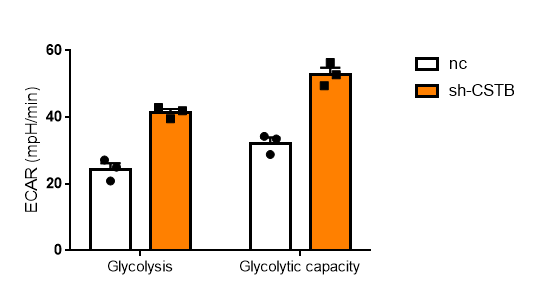 60
40
20
0
ECAR (mpH/min)
Glycolysis
Glycolytic capacity
nc
sh-CSTB